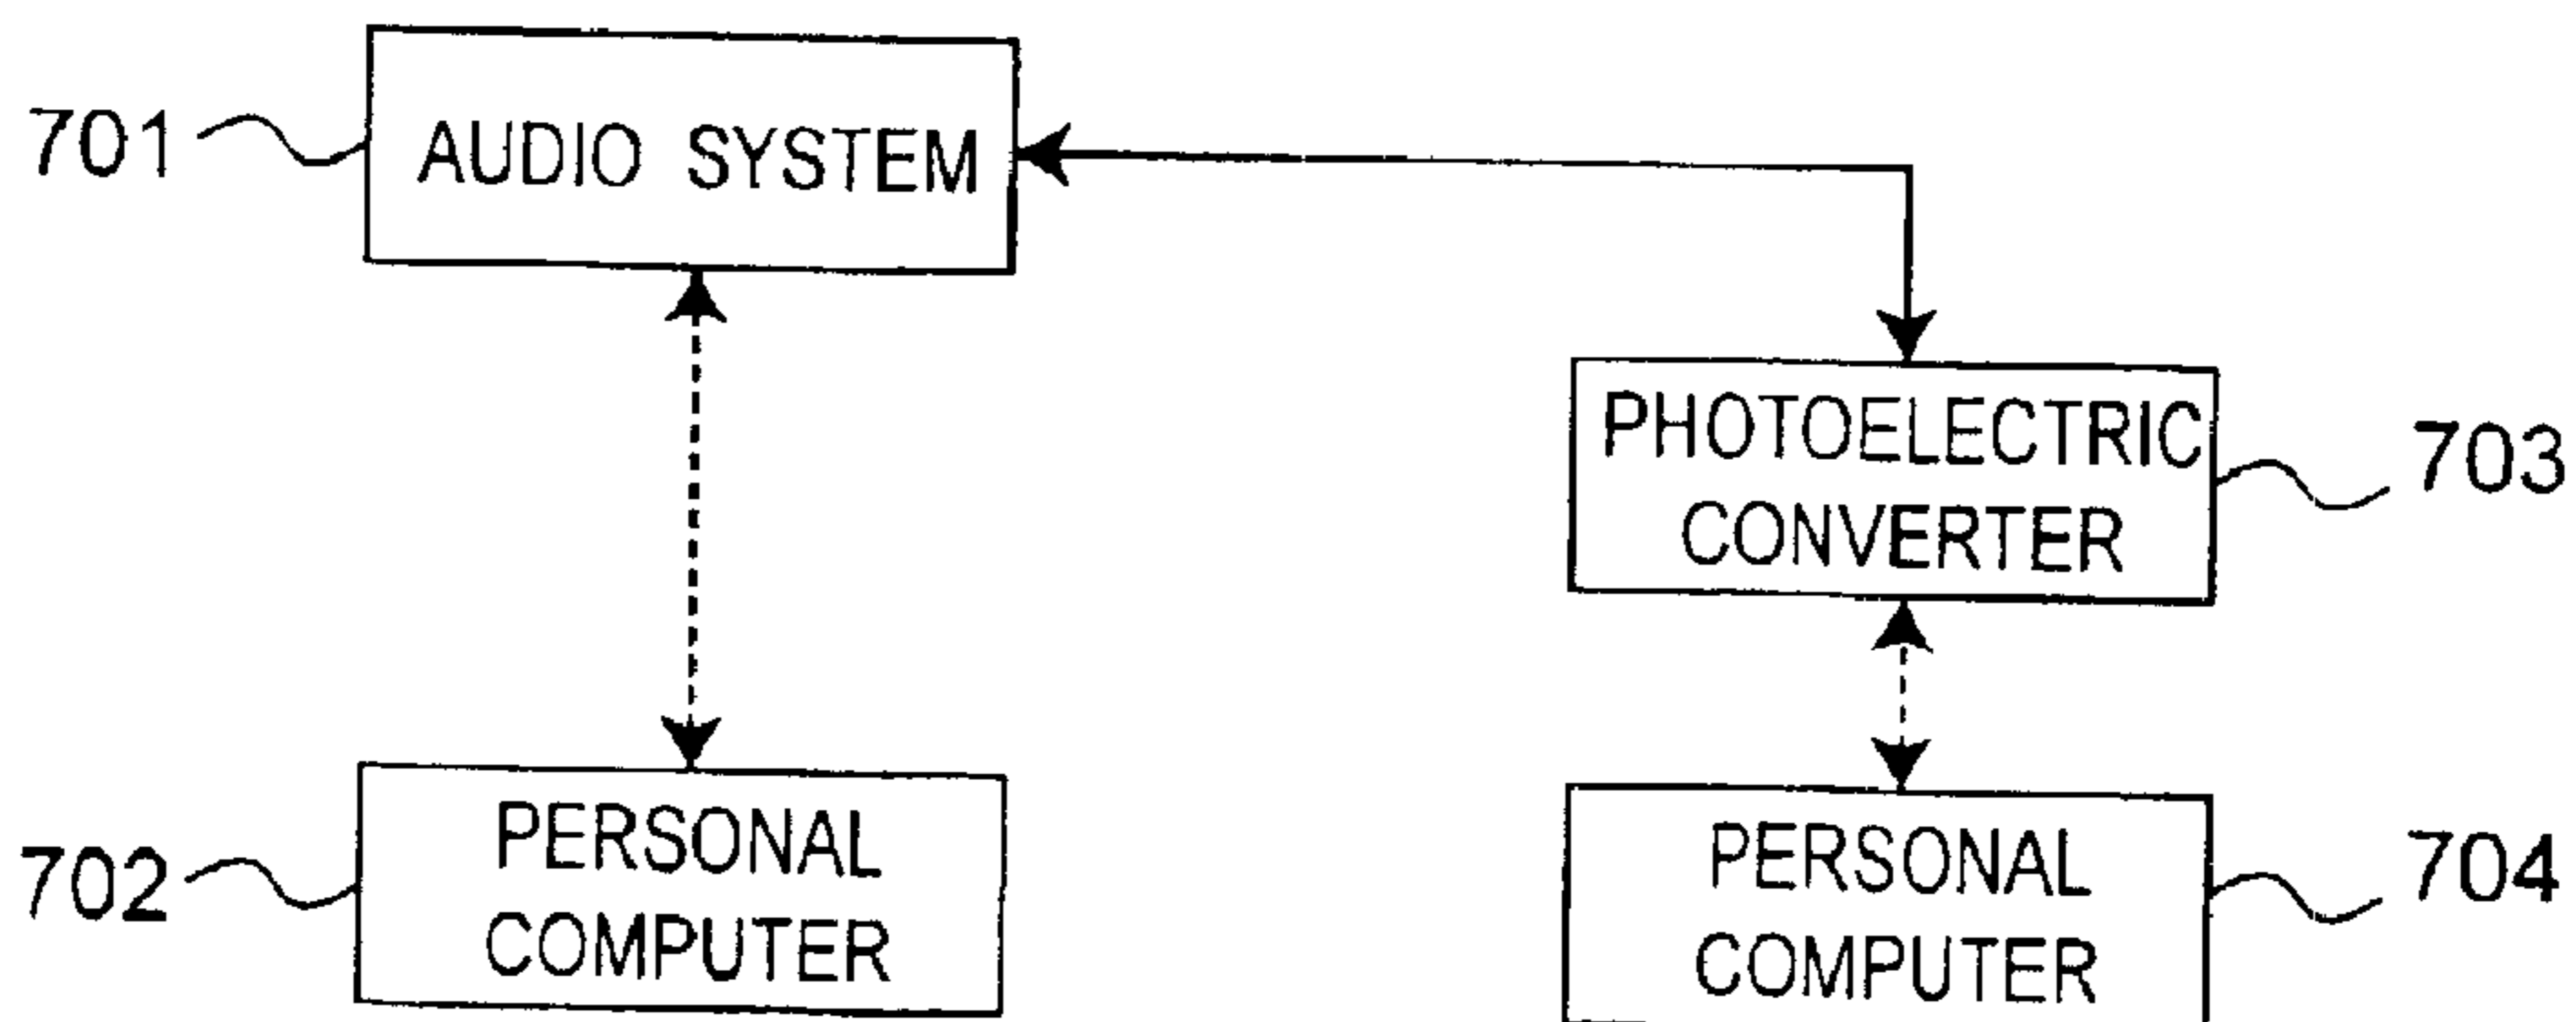 701
AUDIO SYSTEM
PHOTOELECTRIC
CONVERTER
703
702
PERSONAL
COMPUTER
PERSONAL
COMPUTER
704